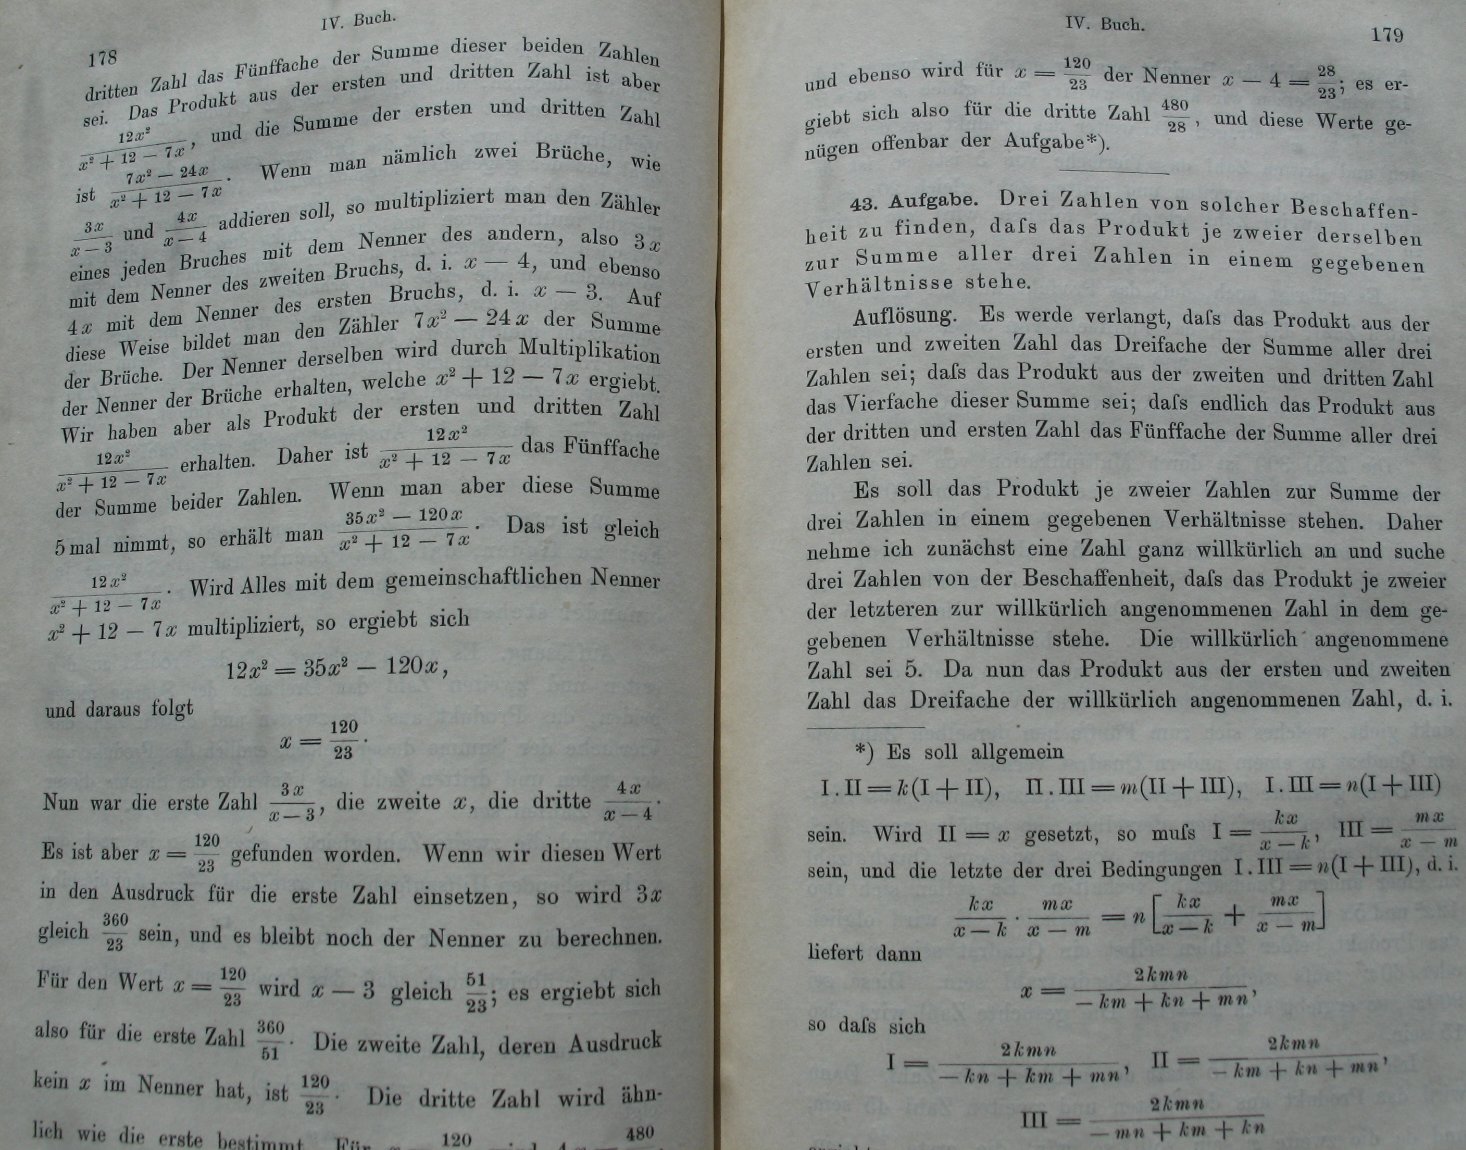 178
IV. Buch.
dritten Zahl das Fünffache der Summe dieser beiden Zahlen
sei. Das Produkt aus der ersten und dritten Zahl ist aber
12x² / x² + 12 − 7x, und die Summe der ersten und dritten Zahl
ist 7x² − 24x / x² + 12 − 7x. Wenn man nämlich zwei Brüche, wie
3x / x − 3 und 4x / x − 4 addieren soll, so multipliziert man den Zähler
eines jeden Bruches mit dem Nenner des andern, also 3x
mit dem Nenner des zweiten Bruchs, d. i. x − 4, und ebenso
4x mit dem Nenner des ersten Bruchs, d. i. x − 3. Auf
diese Weise bildet man den Zähler 7x² − 24x der Summe
der Brüche. Der Nenner derselben wird durch Multiplikation
der Nenner der Brüche erhalten, welche x² + 12 − 7x ergiebt.
Wir haben aber als Produkt der ersten und dritten Zahl
12x² / x² + 12 − 7x erhalten. Daher ist 12x² / x² + 12 − 7x das Fünffache
der Summe beider Zahlen. Wenn man aber diese Summe
5mal nimmt, so erhält man 35x² − 120x / x² + 12 − 7x. Das ist gleich
12x² / x² + 12 − 7x. Wird Alles mit dem gemeinschaftlichen Nenner
x² + 12 − 7x multipliziert, so ergiebt sich
12x² = 35x² − 120x,
und daraus folgt
x = 120/23.
Nun war die erste Zahl 3x / x − 3, die zweite x, die dritte 4x / x − 4.
Es ist aber x = 120/23 gefunden worden. Wenn wir diesen Wert
in den Ausdruck für die erste Zahl einsetzen, so wird 3x
gleich 360/23 sein, und es bleibt noch der Nenner zu berechnen.
Für den Wert x = 120/23 wird x − 3 gleich 51/23; es ergiebt sich
also für die erste Zahl 360/51. Die zweite Zahl, deren Ausdruck
kein x im Nenner hat, ist 120/23. Die dritte Zahl wird ähn-
lich wie die erste bestimmt. Für 120 480
IV. Buch.
179
und ebenso wird für x = 120/23 der Nenner x − 4 = 28/23; es er-
giebt sich also für die dritte Zahl 480/28, und diese Werte ge-
nügen offenbar der Aufgabe*).
43. Aufgabe. Drei Zahlen von solcher Beschaffen-
heit zu finden, daſs das Produkt je zweier derselben
zur Summe aller drei Zahlen in einem gegebenen
Verhältnisse stehe.
Auflösung. Es werde verlangt, daſs das Produkt aus der
ersten und zweiten Zahl das Dreifache der Summe aller drei
Zahlen sei; daſs das Produkt aus der zweiten und dritten Zahl
das Vierfache dieser Summe sei; daſs endlich das Produkt aus
der dritten und ersten Zahl das Fünffache der Summe aller drei
Zahlen sei.
Es soll das Produkt je zweier Zahlen zur Summe der
drei Zahlen in einem gegebenen Verhältnisse stehen. Daher
nehme ich zunächst eine Zahl ganz willkürlich an und suche
drei Zahlen von der Beschaffenheit, daſs das Produkt je zweier
der letzteren zur willkürlich angenommenen Zahl in dem ge-
gebenen Verhältnisse stehe. Die willkürlich angenommene
Zahl sei 5. Da nun das Produkt aus der ersten und zweiten
Zahl das Dreifache der willkürlich angenommenen Zahl, d. i.
*) Es soll allgemein
I . II = k(I + II), II . III = m(II + III), I . III = n(I + III)
sein. Wird II = x gesetzt, so muſs I = kx / x − k, III = mx / x − m
sein, und die letzte der drei Bedingungen I . III = n(I + III), d. i.
kx / x − k · mx / x − m = n [kx / x − k + mx / x − m]
liefert dann
x = 2kmn / − km + kn + mn,
so daſs sich
I = 2kmn / − kn + km + mn, II = 2kmn / − km + kn + mn,
III = 2kmn / − mn + km + kn